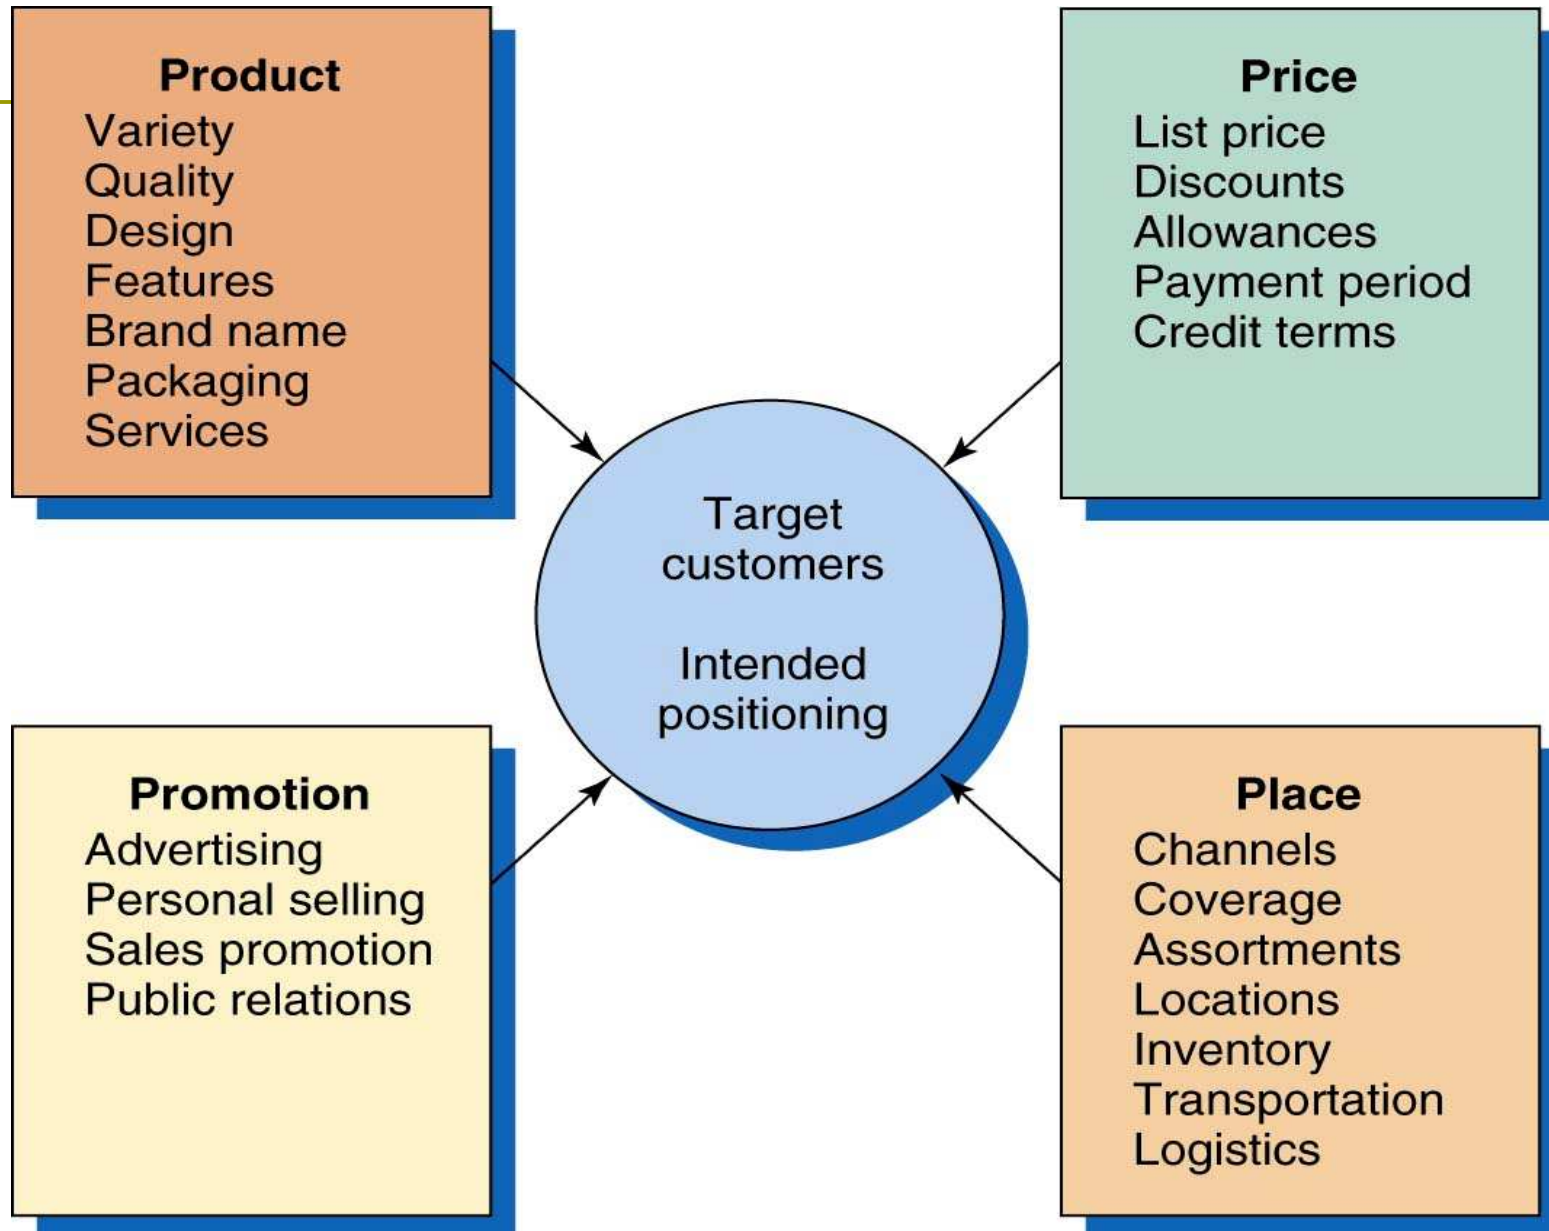 Product
Variety
Quality
Design
Features
Brand name
Packaging
Services
Price
List price
Discounts
Allowances
Payment period
Credit terms
Target
customers
Intended
positioning
Promotion
Advertising
Personal selling
Sales promotion
Public relations
Place
Channels
Coverage
Assortments
Locations
Inventory
Transportation
Logistics